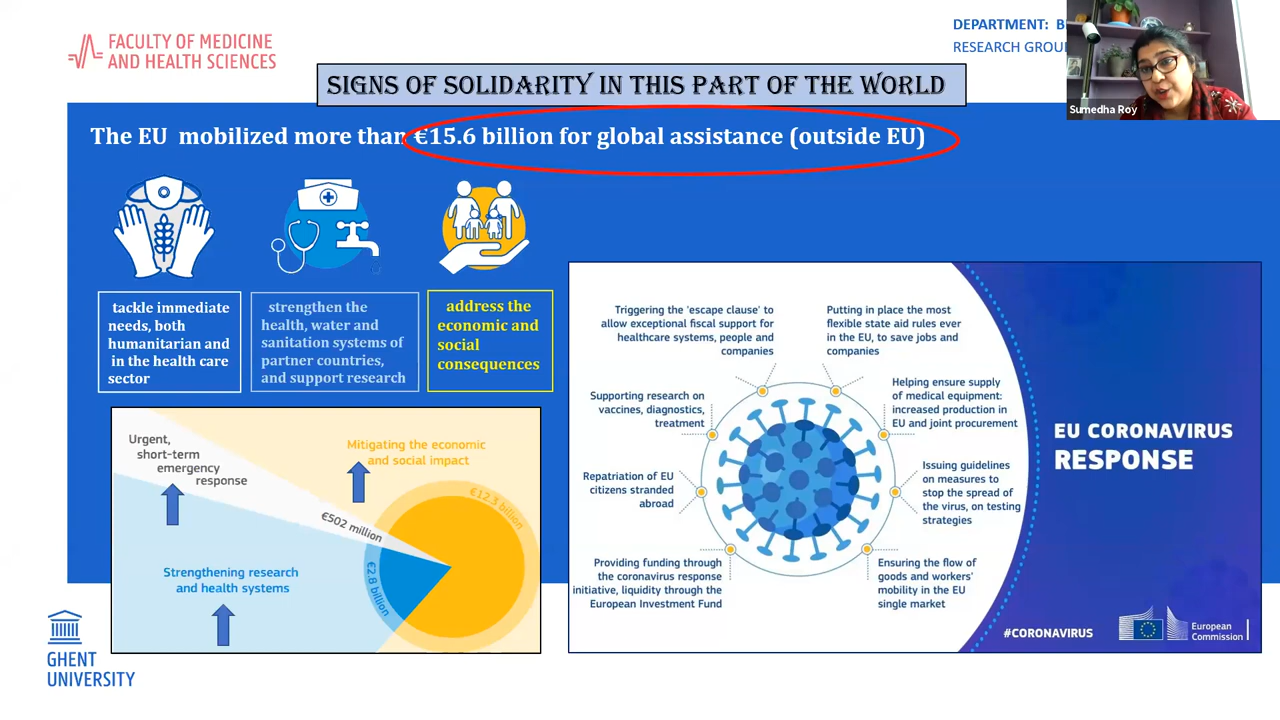 FACULTY OF MEDICINE
AND HEALTH SCIENCES
DEPARTMENT:
RESEARCH GROU
Sumedha Roy
SIGNS OF SOLIDARITY IN THIS PART OF THE WORLD
The EU mobilized more than €15.6 billion for global assistance (outside EU)
tackle immediate
needs, both
humanitarian and
in the health care
sector
strengthen the
health, water and
sanitation systems of
partner countries,
and support research
address the
economic and
social
consequences
Urgent,
short-term
emergency
response
Mitigating the economic
and social impact
€12.3 billion
€502 million
€2.8 billion
Strengthening research
and health systems
Triggering the 'escape clause' to
allow exceptional fiscal support for
healthcare systems, people and
companies
Putting in place the most
flexible state aid rules ever
in the EU, to save jobs and
companies
Supporting research on
vaccines, diagnostics,
treatment
Helping ensure supply
of medical equipment:
increased production in
EU and joint procurement
Repatriation of EU
citizens stranded
abroad
Issuing guidelines
on measures to
stop the spread of
the virus, on testing
strategies
Providing funding through
the coronavirus response
initiative, liquidity through the
European Investment Fund
Ensuring the flow of
goods and workers'
mobility in the EU
single market
EU CORONAVIRUS
RESPONSE
#CORONAVIRUS
European
Commission
GHENT
UNIVERSITY